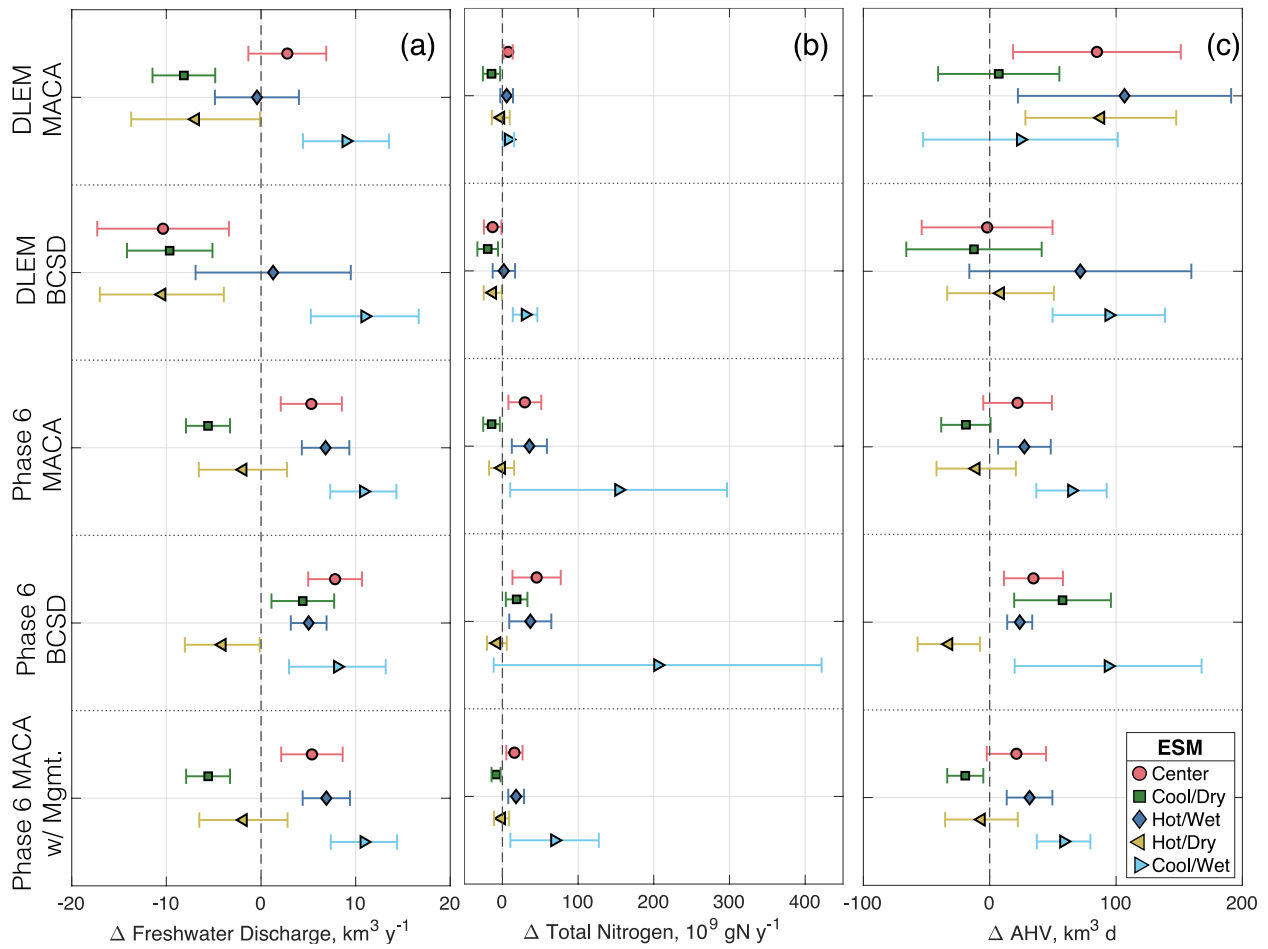 (a)
(b)
(c)
DLEM
MACA
DLEM
BCSD
Phase 6
MACA
Phase 6
BCSD
Phase 6 MACA
w/ Mgmt.
ESM
Center
Cool/Dry
Hot/Wet
Hot/Dry
Cool/Wet
-20 -10 0 10 20
0 100 200 300 400
-100 0 100 200
Δ Freshwater Discharge, km³ y⁻¹
Δ Total Nitrogen, 10⁹ gN y⁻¹
Δ AHV, km³ d